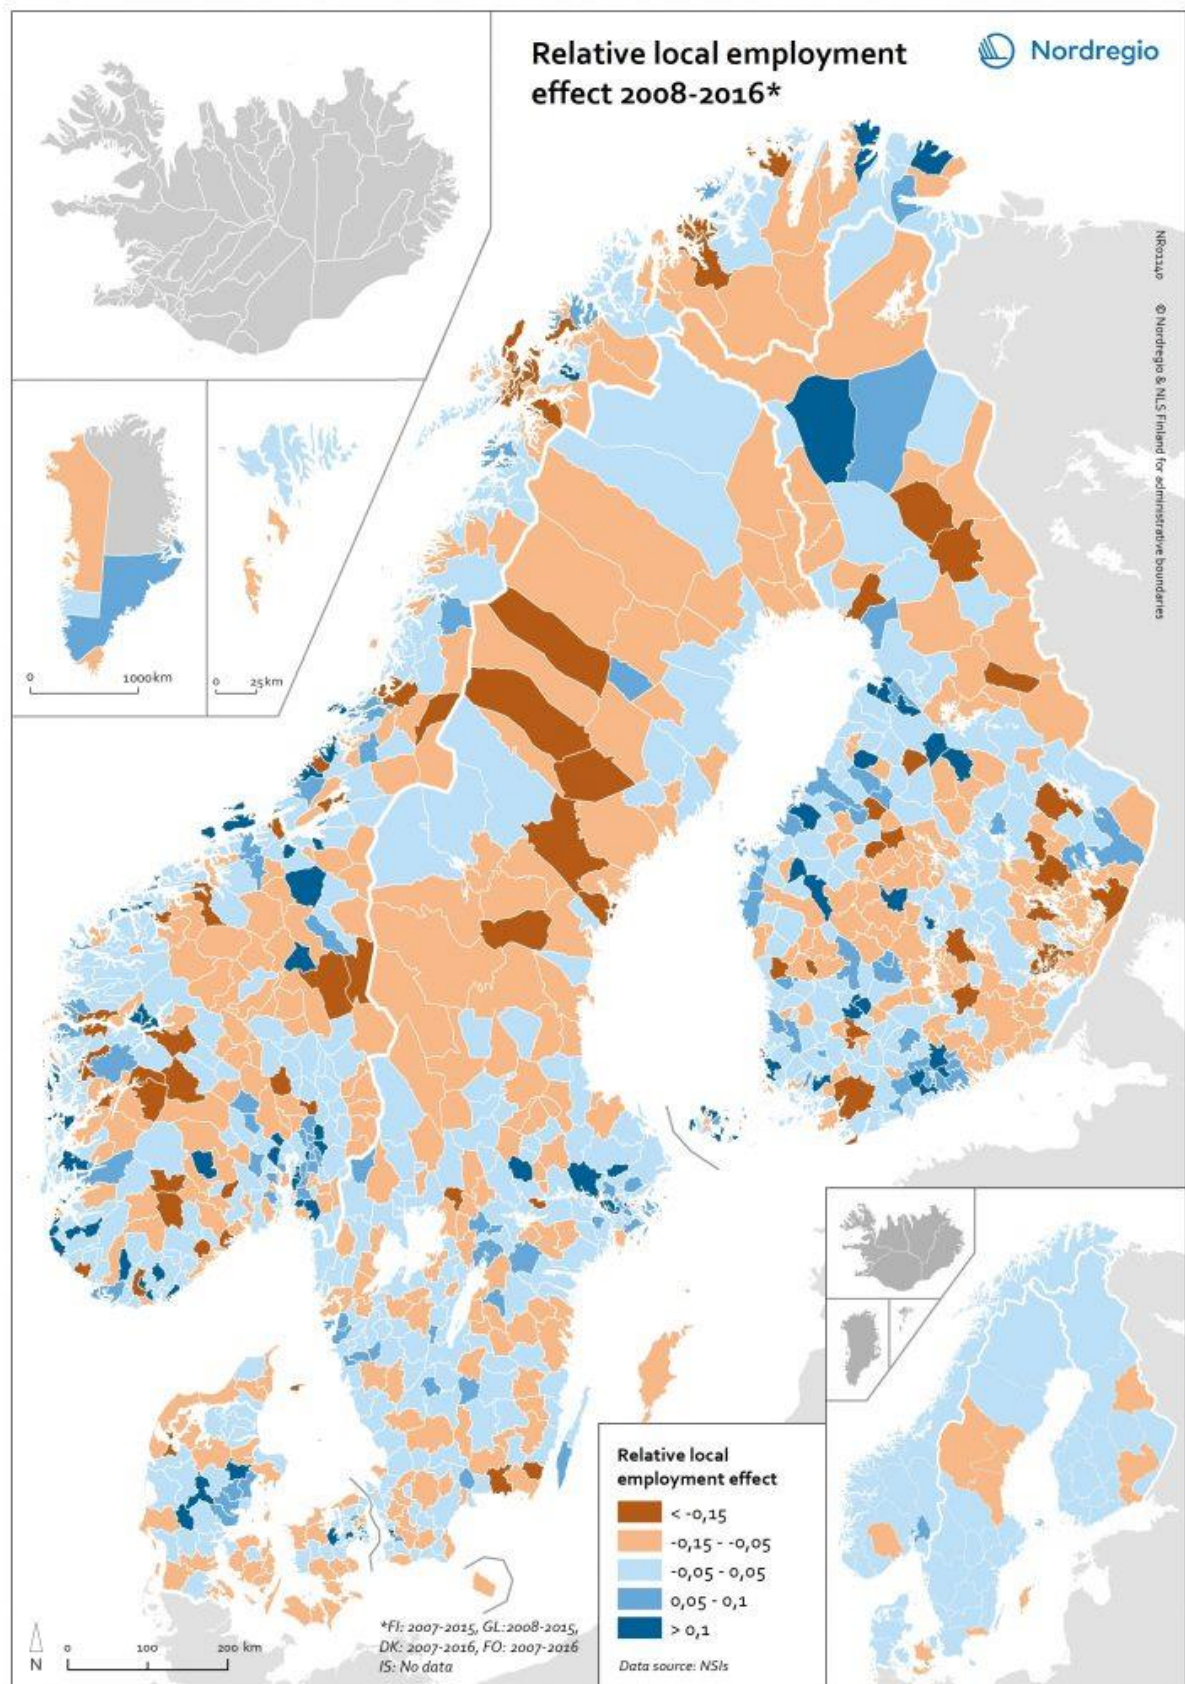 Relative local employment
effect 2008-2016*
Nordregio
NR01140 © Nordregio & NLS Finland for administrative boundaries
0 1000km
0 25km
Relative local
employment effect
< -0,15
-0,15 - -0,05
-0,05 - 0,05
0,05 - 0,1
> 0,1
Data source: NSIs
*FI: 2007-2015, GL:2008-2015,
DK: 2007-2016, FO: 2007-2016
IS: No data
N
0 100 200 km